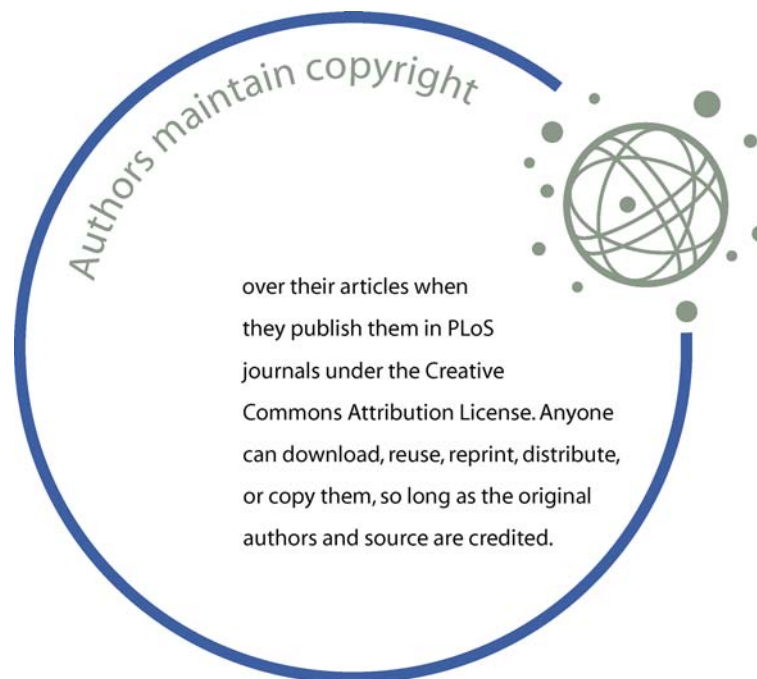 Authors maintain copyright
over their articles when
they publish them in PLoS
journals under the Creative
Commons Attribution License. Anyone
can download, reuse, reprint, distribute,
or copy them, so long as the original
authors and source are credited.